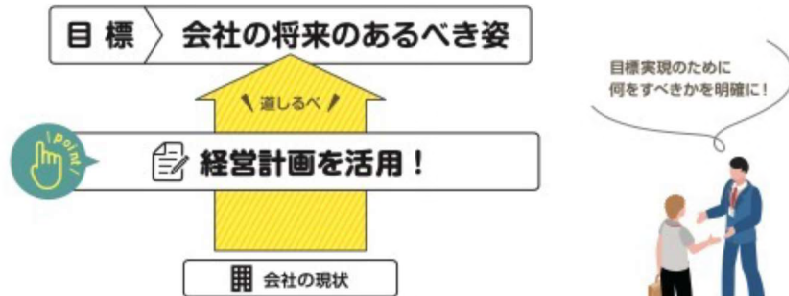 目標 会社の将来のあるべき姿
道しるべ
point
経営計画を活用！
会社の現状
目標実現のために
何をすべきかを明確に！